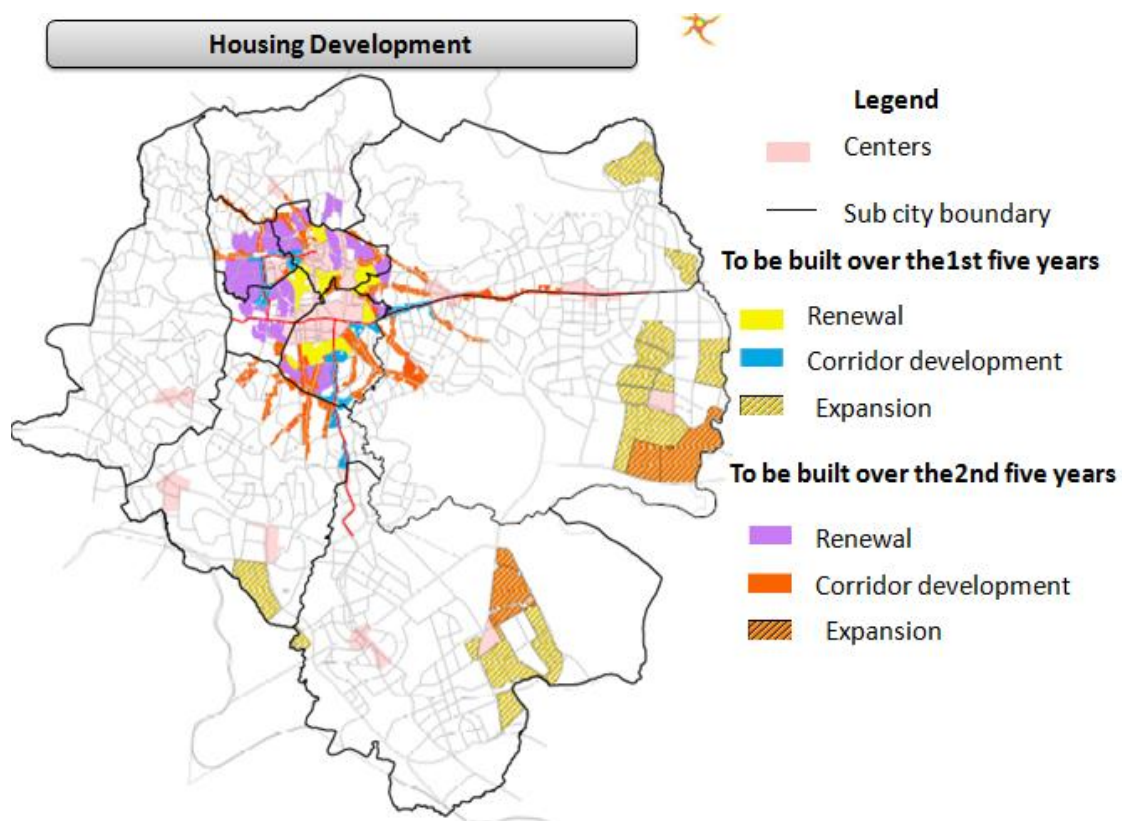 Housing Development
Legend
Centers
Sub city boundary
To be built over the1st five years
Renewal
Corridor development
Expansion
To be built over the2nd five years
Renewal
Corridor development
Expansion